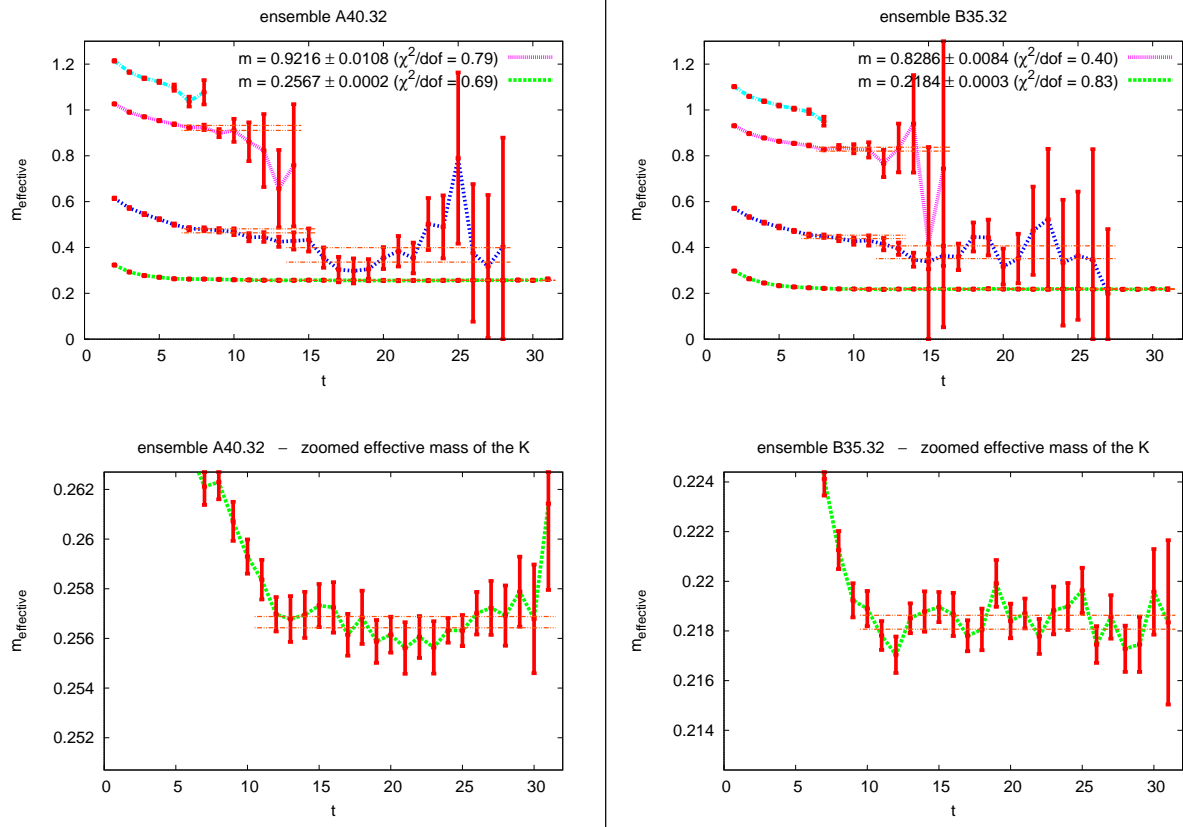 ensemble A40.32
m = 0.9216 ± 0.0108 (χ²/dof = 0.79)
m = 0.2567 ± 0.0002 (χ²/dof = 0.69)
1.2
1
0.8
0.6
0.4
0.2
0
m_effective
0 5 10 15 20 25 30
t
ensemble B35.32
m = 0.8286 ± 0.0084 (χ²/dof = 0.40)
m = 0.2184 ± 0.0003 (χ²/dof = 0.83)
1.2
1
0.8
0.6
0.4
0.2
0
m_effective
0 5 10 15 20 25 30
t
ensemble A40.32 – zoomed effective mass of the K
0.262
0.26
0.258
0.256
0.254
0.252
m_effective
0 5 10 15 20 25 30
t
ensemble B35.32 – zoomed effective mass of the K
0.224
0.222
0.22
0.218
0.216
0.214
m_effective
0 5 10 15 20 25 30
t